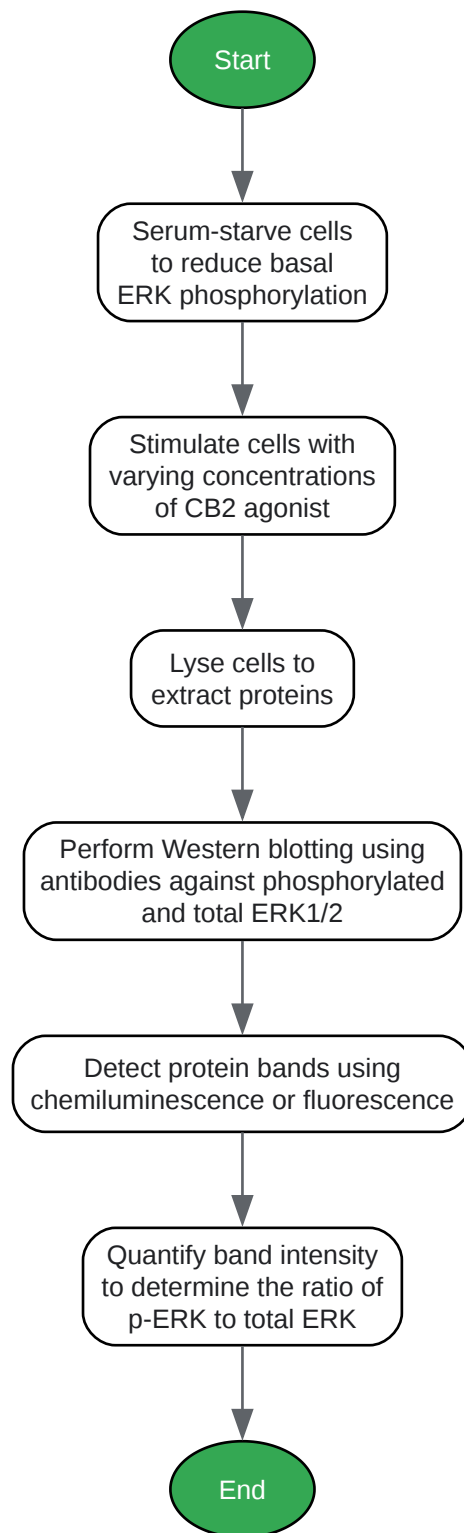 Start
Serum-starve cells
to reduce basal
ERK phosphorylation
Stimulate cells with
varying concentrations
of CB2 agonist
Lyse cells to
extract proteins
Perform Western blotting using
antibodies against phosphorylated
and total ERK1/2
Detect protein bands using
chemiluminescence or fluorescence
Quantify band intensity
to determine the ratio of
p-ERK to total ERK
End